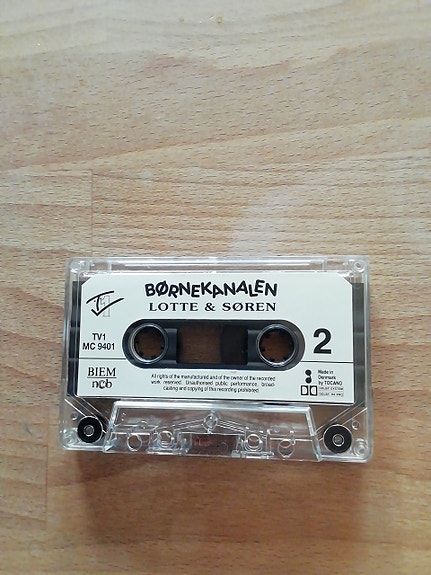 BØRNEKANALEN
LOTTE & SØREN
TV1
MC 9401
2
BIEM
ncb
All rights of the manufactured and of the owner of the recorded
work reserved. Unauthorised public performance, broad-
casting and copying of this recording prohibited.
Made in
Denmark
by TOCANO